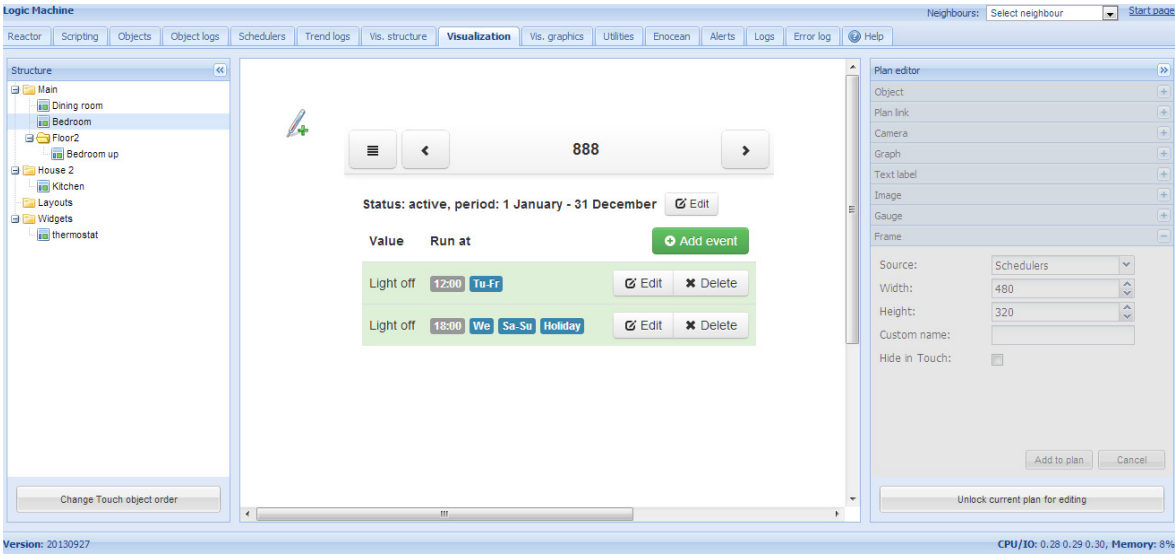 Logic Machine
Neighbours: Select neighbour Start page
Reactor Scripting Objects Object logs Schedulers Trend logs Vis. structure Visualization Vis. graphics Utilities Enocean Alerts Logs Error log Help
Structure
Main
Dining room
Bedroom
Floor2
Bedroom up
House 2
Kitchen
Layouts
Widgets
thermostat
Change Touch object order
888
Status: active, period: 1 January - 31 December Edit
Value Run at Add event
Light off 12:00 Tu-Fr Edit Delete
Light off 18:00 We Sa-Su Holiday Edit Delete
Plan editor
Object
Plan link
Camera
Graph
Text label
Image
Gauge
Frame
Source: Schedulers
Width: 480
Height: 320
Custom name:
Hide in Touch:
Add to plan Cancel
Unlock current plan for editing
Version: 20130927
CPU/IO: 0.28 0.29 0.30, Memory: 8%